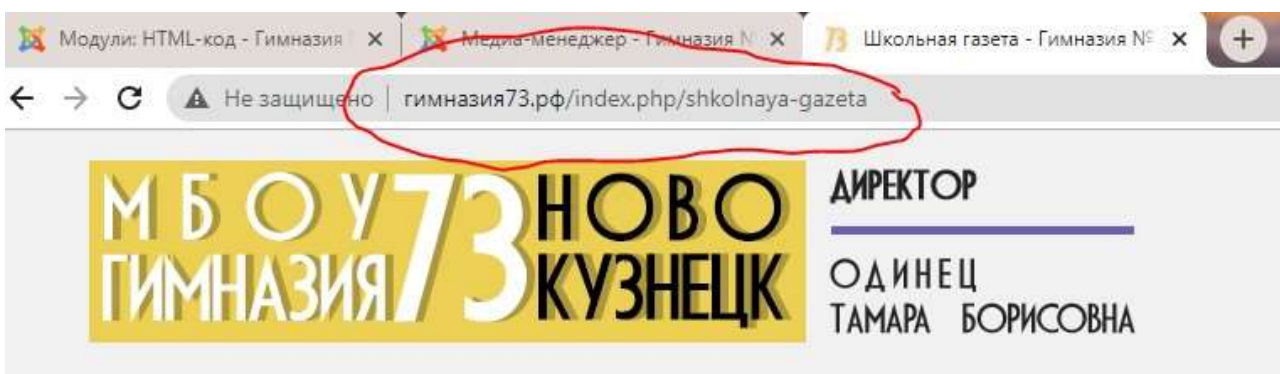 Модули: HTML-код - Гимназия
Медиа-менеджер - Гимназия N
Школьная газета - Гимназия №
Не защищено | гимназия73.рф/index.php/shkolnaya-gazeta
МБОУ 73 НОВО
ГИМНАЗИЯ КУЗНЕЦК
ДИРЕКТОР
ОДИНЕЦ
ТАМАРА БОРИСОВНА